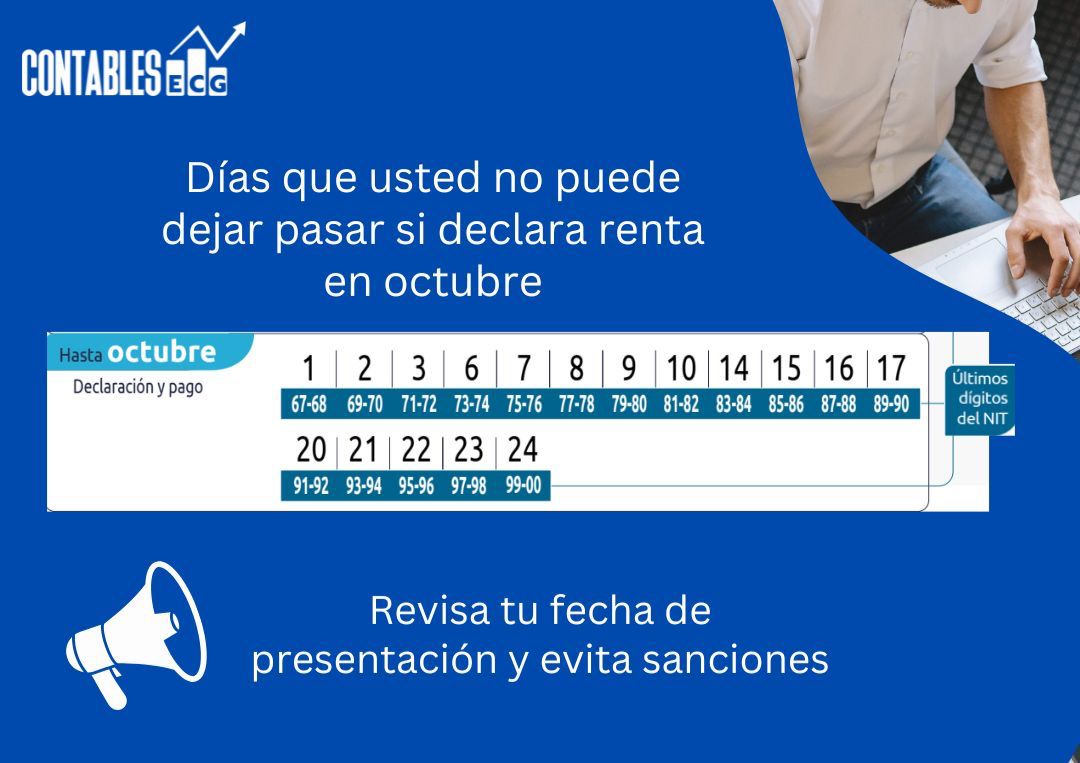 CONTABLES ECG
Días que usted no puede
dejar pasar si declara renta
en octubre
Hasta octubre
Declaración y pago
1 2 3 6 7 8 9 10 14 15 16 17
67-68 69-70 71-72 73-74 75-76 77-78 79-80 81-82 83-84 85-86 87-88 89-90
Últimos
dígitos
del NIT
20 21 22 23 24
91-92 93-94 95-96 97-98 99-00
Revisa tu fecha de
presentación y evita sanciones